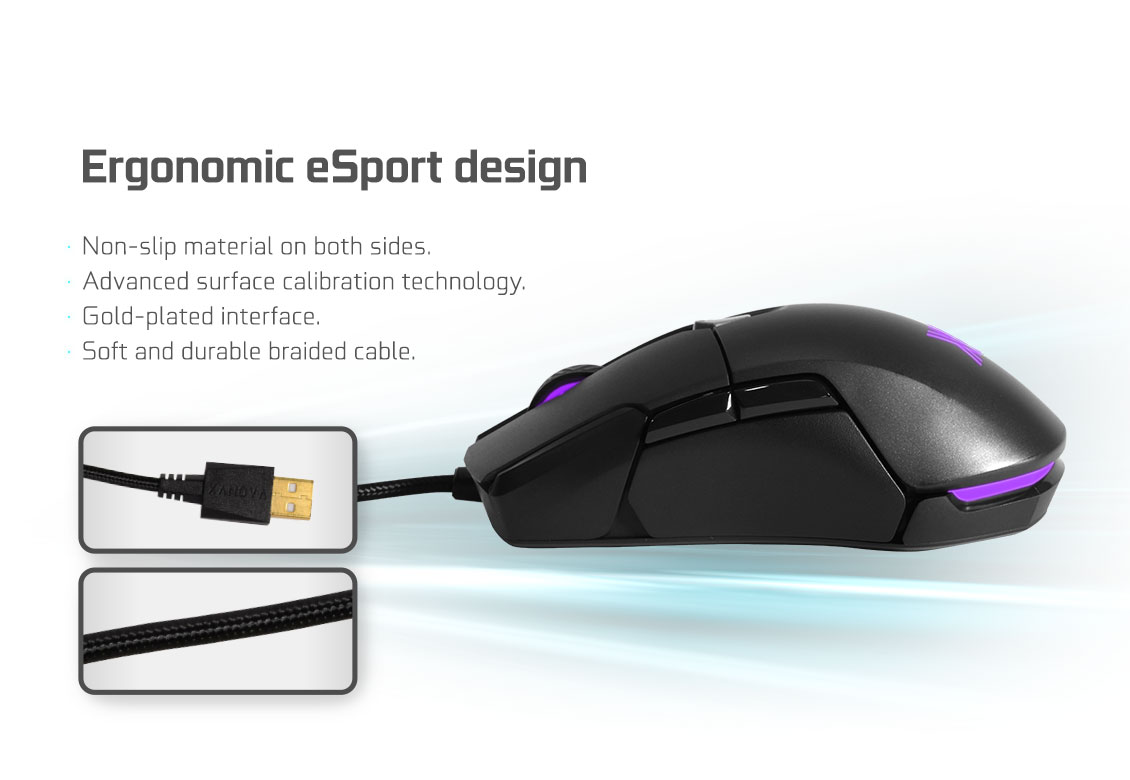 Ergonomic eSport design
· Non-slip material on both sides.
· Advanced surface calibration technology.
· Gold-plated interface.
· Soft and durable braided cable.
XANOVA